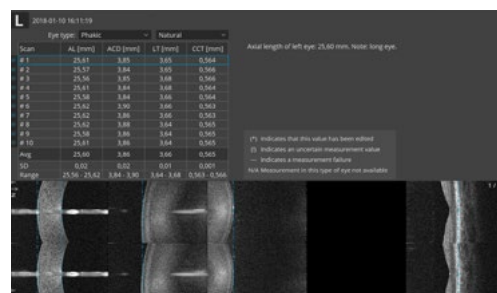 L 2018-01-10 16:11:19
Eye type: Phakic Natural
Scan AL [mm] ACD [mm] LT [mm] CCT [mm]
# 1 25,61 3,85 3,65 0,564
# 2 25,57 3,84 3,65 0,566
# 3 25,56 3,85 3,68 0,566
# 4 25,61 3,84 3,68 0,565
# 5 25,58 3,84 3,66 0,564
# 6 25,62 3,90 3,66 0,563
# 7 25,62 3,86 3,66 0,563
# 8 25,62 3,88 3,64 0,565
# 9 25,58 3,86 3,64 0,565
# 10 25,61 3,86 3,64 0,565
Avg 25,60 3,86 3,66 0,565
SD 0,02 0,02 0,01 0,001
Range 25,56 - 25,62 3,84 - 3,90 3,64 - 3,68 0,563 - 0,566
Axial length of left eye: 25,60 mm. Note: long eye.
(*) Indicates that this value has been edited
(!) Indicates an uncertain measurement value
--- Indicates a measurement failure
N/A Measurement in this type of eye not available